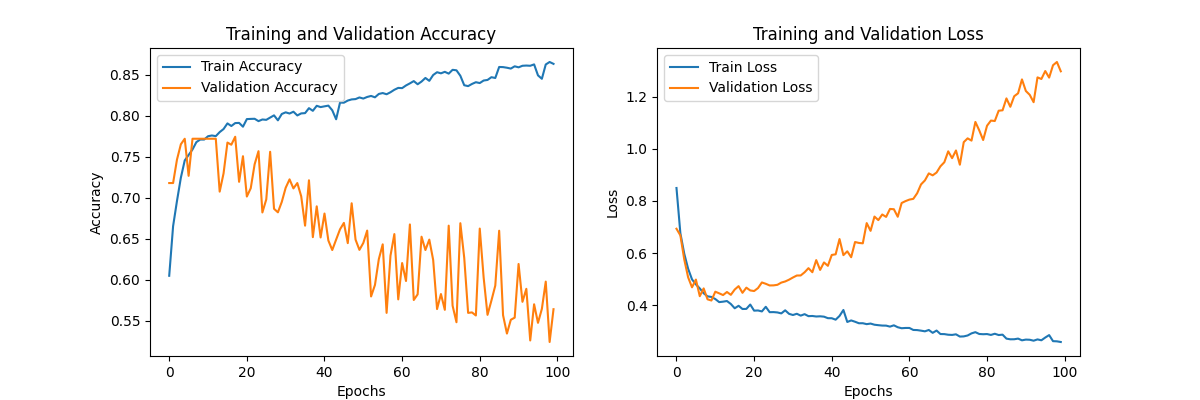 Training and Validation Accuracy
Train Accuracy
Validation Accuracy
0.85
0.80
0.75
0.70
0.65
0.60
0.55
Accuracy
0 20 40 60 80 100
Epochs
Training and Validation Loss
Train Loss
Validation Loss
1.2
1.0
0.8
0.6
0.4
Loss
0 20 40 60 80 100
Epochs